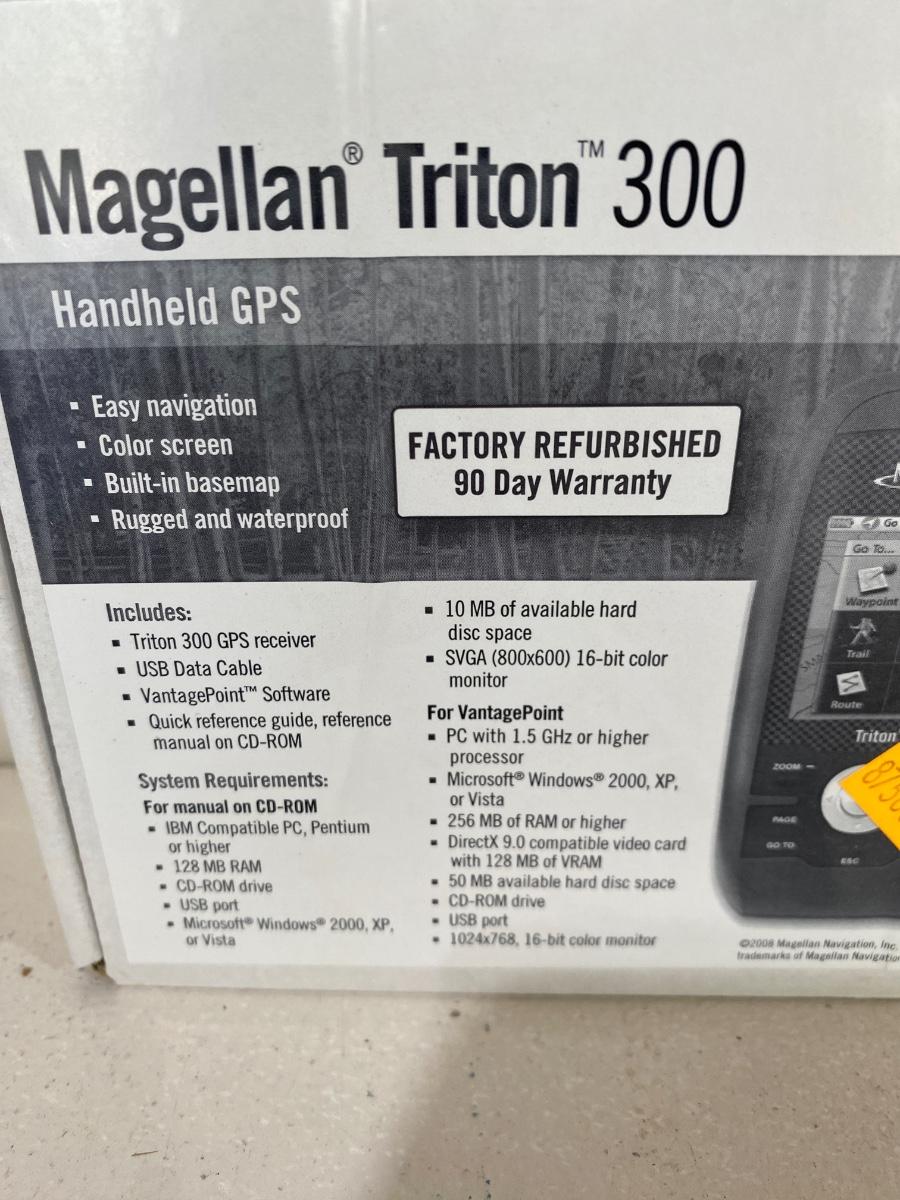 Magellan® Triton™ 300
Handheld GPS
▪ Easy navigation
▪ Color screen
▪ Built-in basemap
▪ Rugged and waterproof
FACTORY REFURBISHED
90 Day Warranty
Includes:
▪ Triton 300 GPS receiver
▪ USB Data Cable
▪ VantagePoint™ Software
▪ Quick reference guide, reference
manual on CD-ROM
System Requirements:
For manual on CD-ROM
▪ IBM Compatible PC, Pentium
or higher
▪ 128 MB RAM
▪ CD-ROM drive
▪ USB port
▪ Microsoft® Windows® 2000, XP,
or Vista
▪ 10 MB of available hard
disc space
▪ SVGA (800x600) 16-bit color
monitor
For VantagePoint
▪ PC with 1.5 GHz or higher
processor
▪ Microsoft® Windows® 2000, XP,
or Vista
▪ 256 MB of RAM or higher
▪ DirectX 9.0 compatible video card
with 128 MB of VRAM
▪ 50 MB available hard disc space
▪ CD-ROM drive
▪ USB port
▪ 1024x768, 16-bit color monitor
Go
Go To...
Waypoint
Trail
Route
Triton
ZOOM −
PAGE
GO TO
ESC
©2008 Magellan Navigation, Inc.
trademarks of Magellan